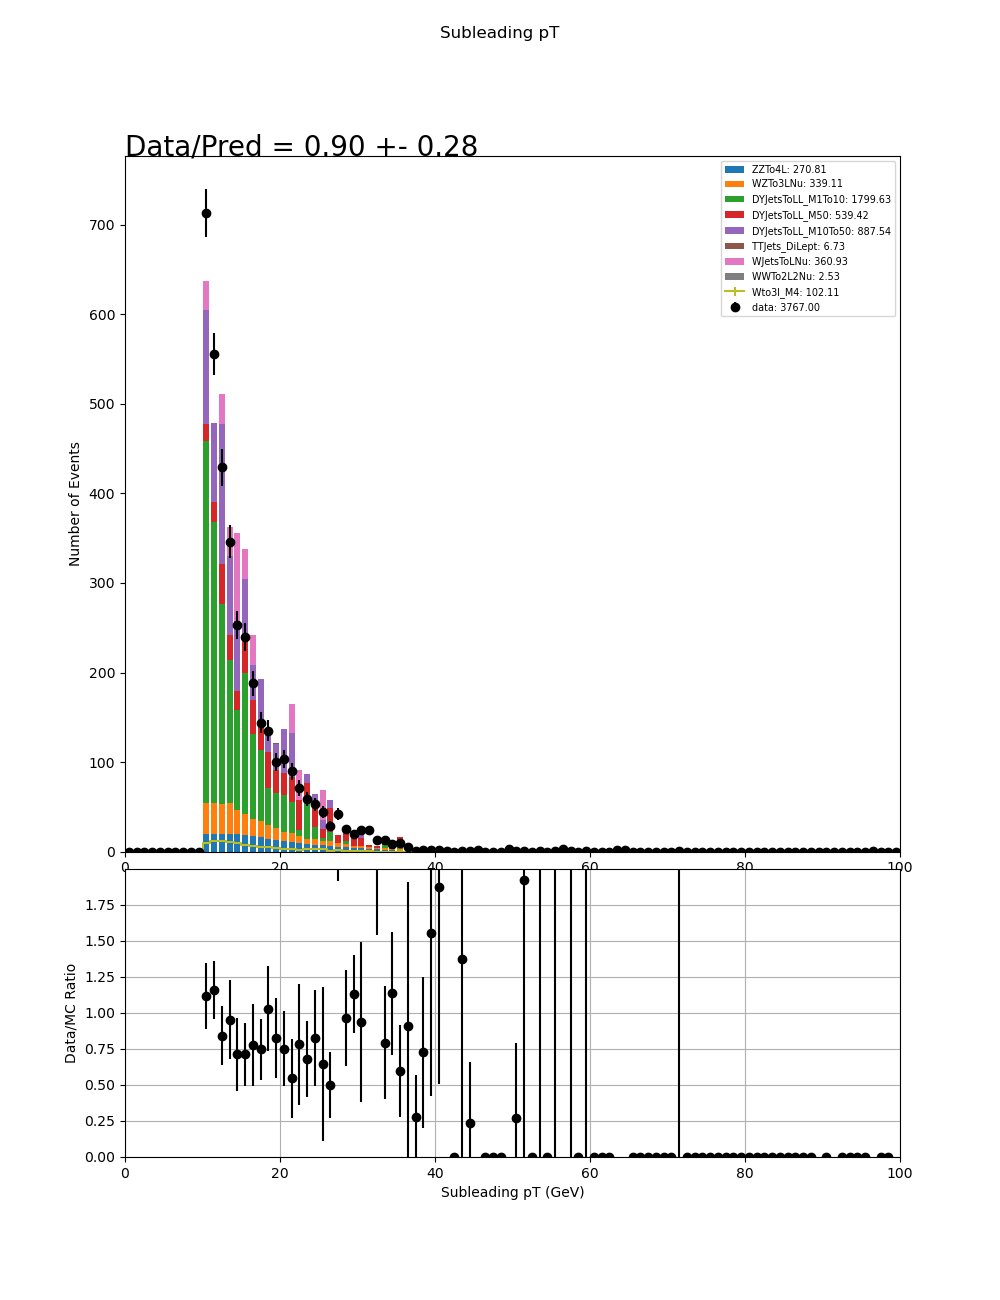 Subleading pT
Data/Pred = 0.90 +- 0.28
ZZTo4L: 270.81
WZTo3LNu: 339.11
DYJetsToLL_M1To10: 1799.63
DYJetsToLL_M50: 539.42
DYJetsToLL_M10To50: 887.54
TTJets_DiLept: 6.73
WJetsToLNu: 360.93
WWTo2L2Nu: 2.53
Wto3l_M4: 102.11
data: 3767.00
Number of Events
700
600
500
400
300
200
100
0
0 20 40 60 80 100
Data/MC Ratio
1.75
1.50
1.25
1.00
0.75
0.50
0.25
0.00
0 20 40 60 80 100
Subleading pT (GeV)